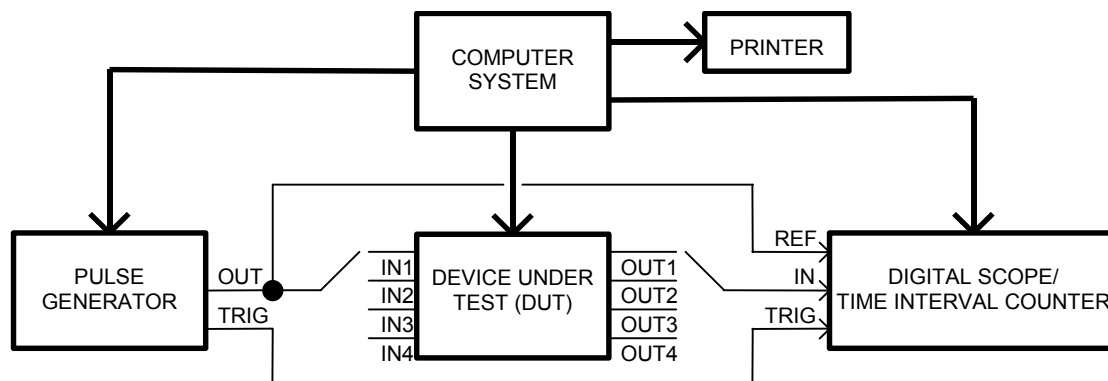 COMPUTER
SYSTEM
PRINTER
PULSE
GENERATOR
OUT
TRIG
IN1
IN2
IN3
IN4
DEVICE UNDER
TEST (DUT)
OUT1
OUT2
OUT3
OUT4
REF
IN
TRIG
DIGITAL SCOPE/
TIME INTERVAL COUNTER